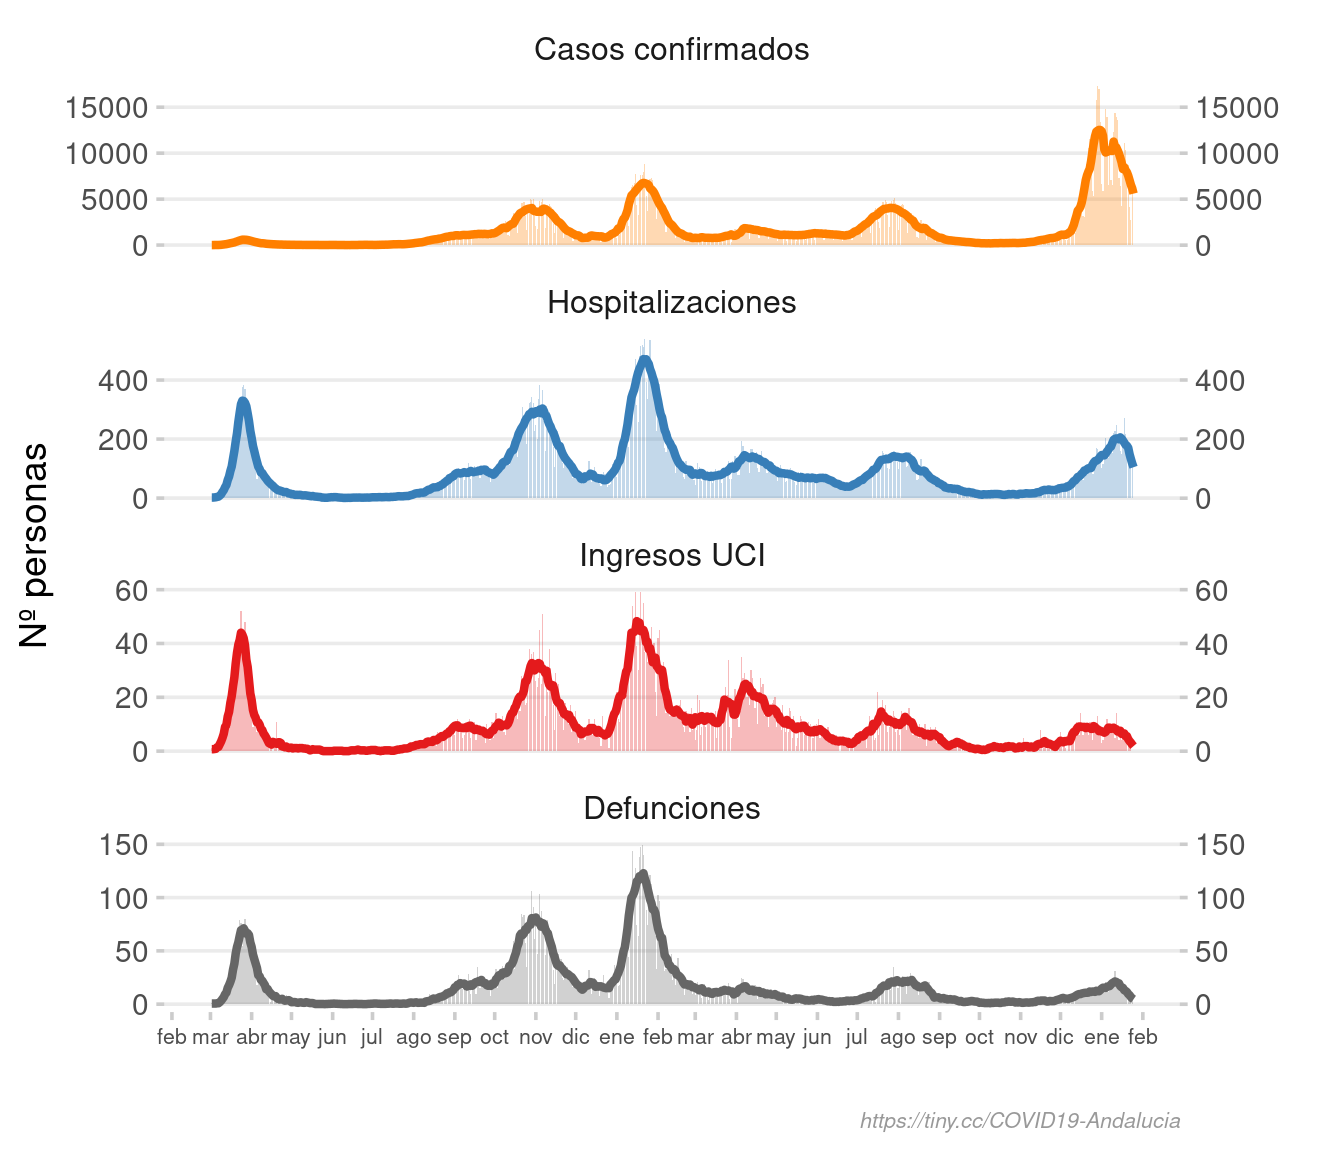 Casos confirmados
15000 15000
10000 10000
5000 5000
0 0
Hospitalizaciones
400 400
200 200
0 0
Nº personas
Ingresos UCI
60 60
40 40
20 20
0 0
Defunciones
150 150
100 100
50 50
0 0
feb mar abr may jun jul ago sep oct nov dic ene feb mar abr may jun jul ago sep oct nov dic ene feb
https://tiny.cc/COVID19-Andalucia